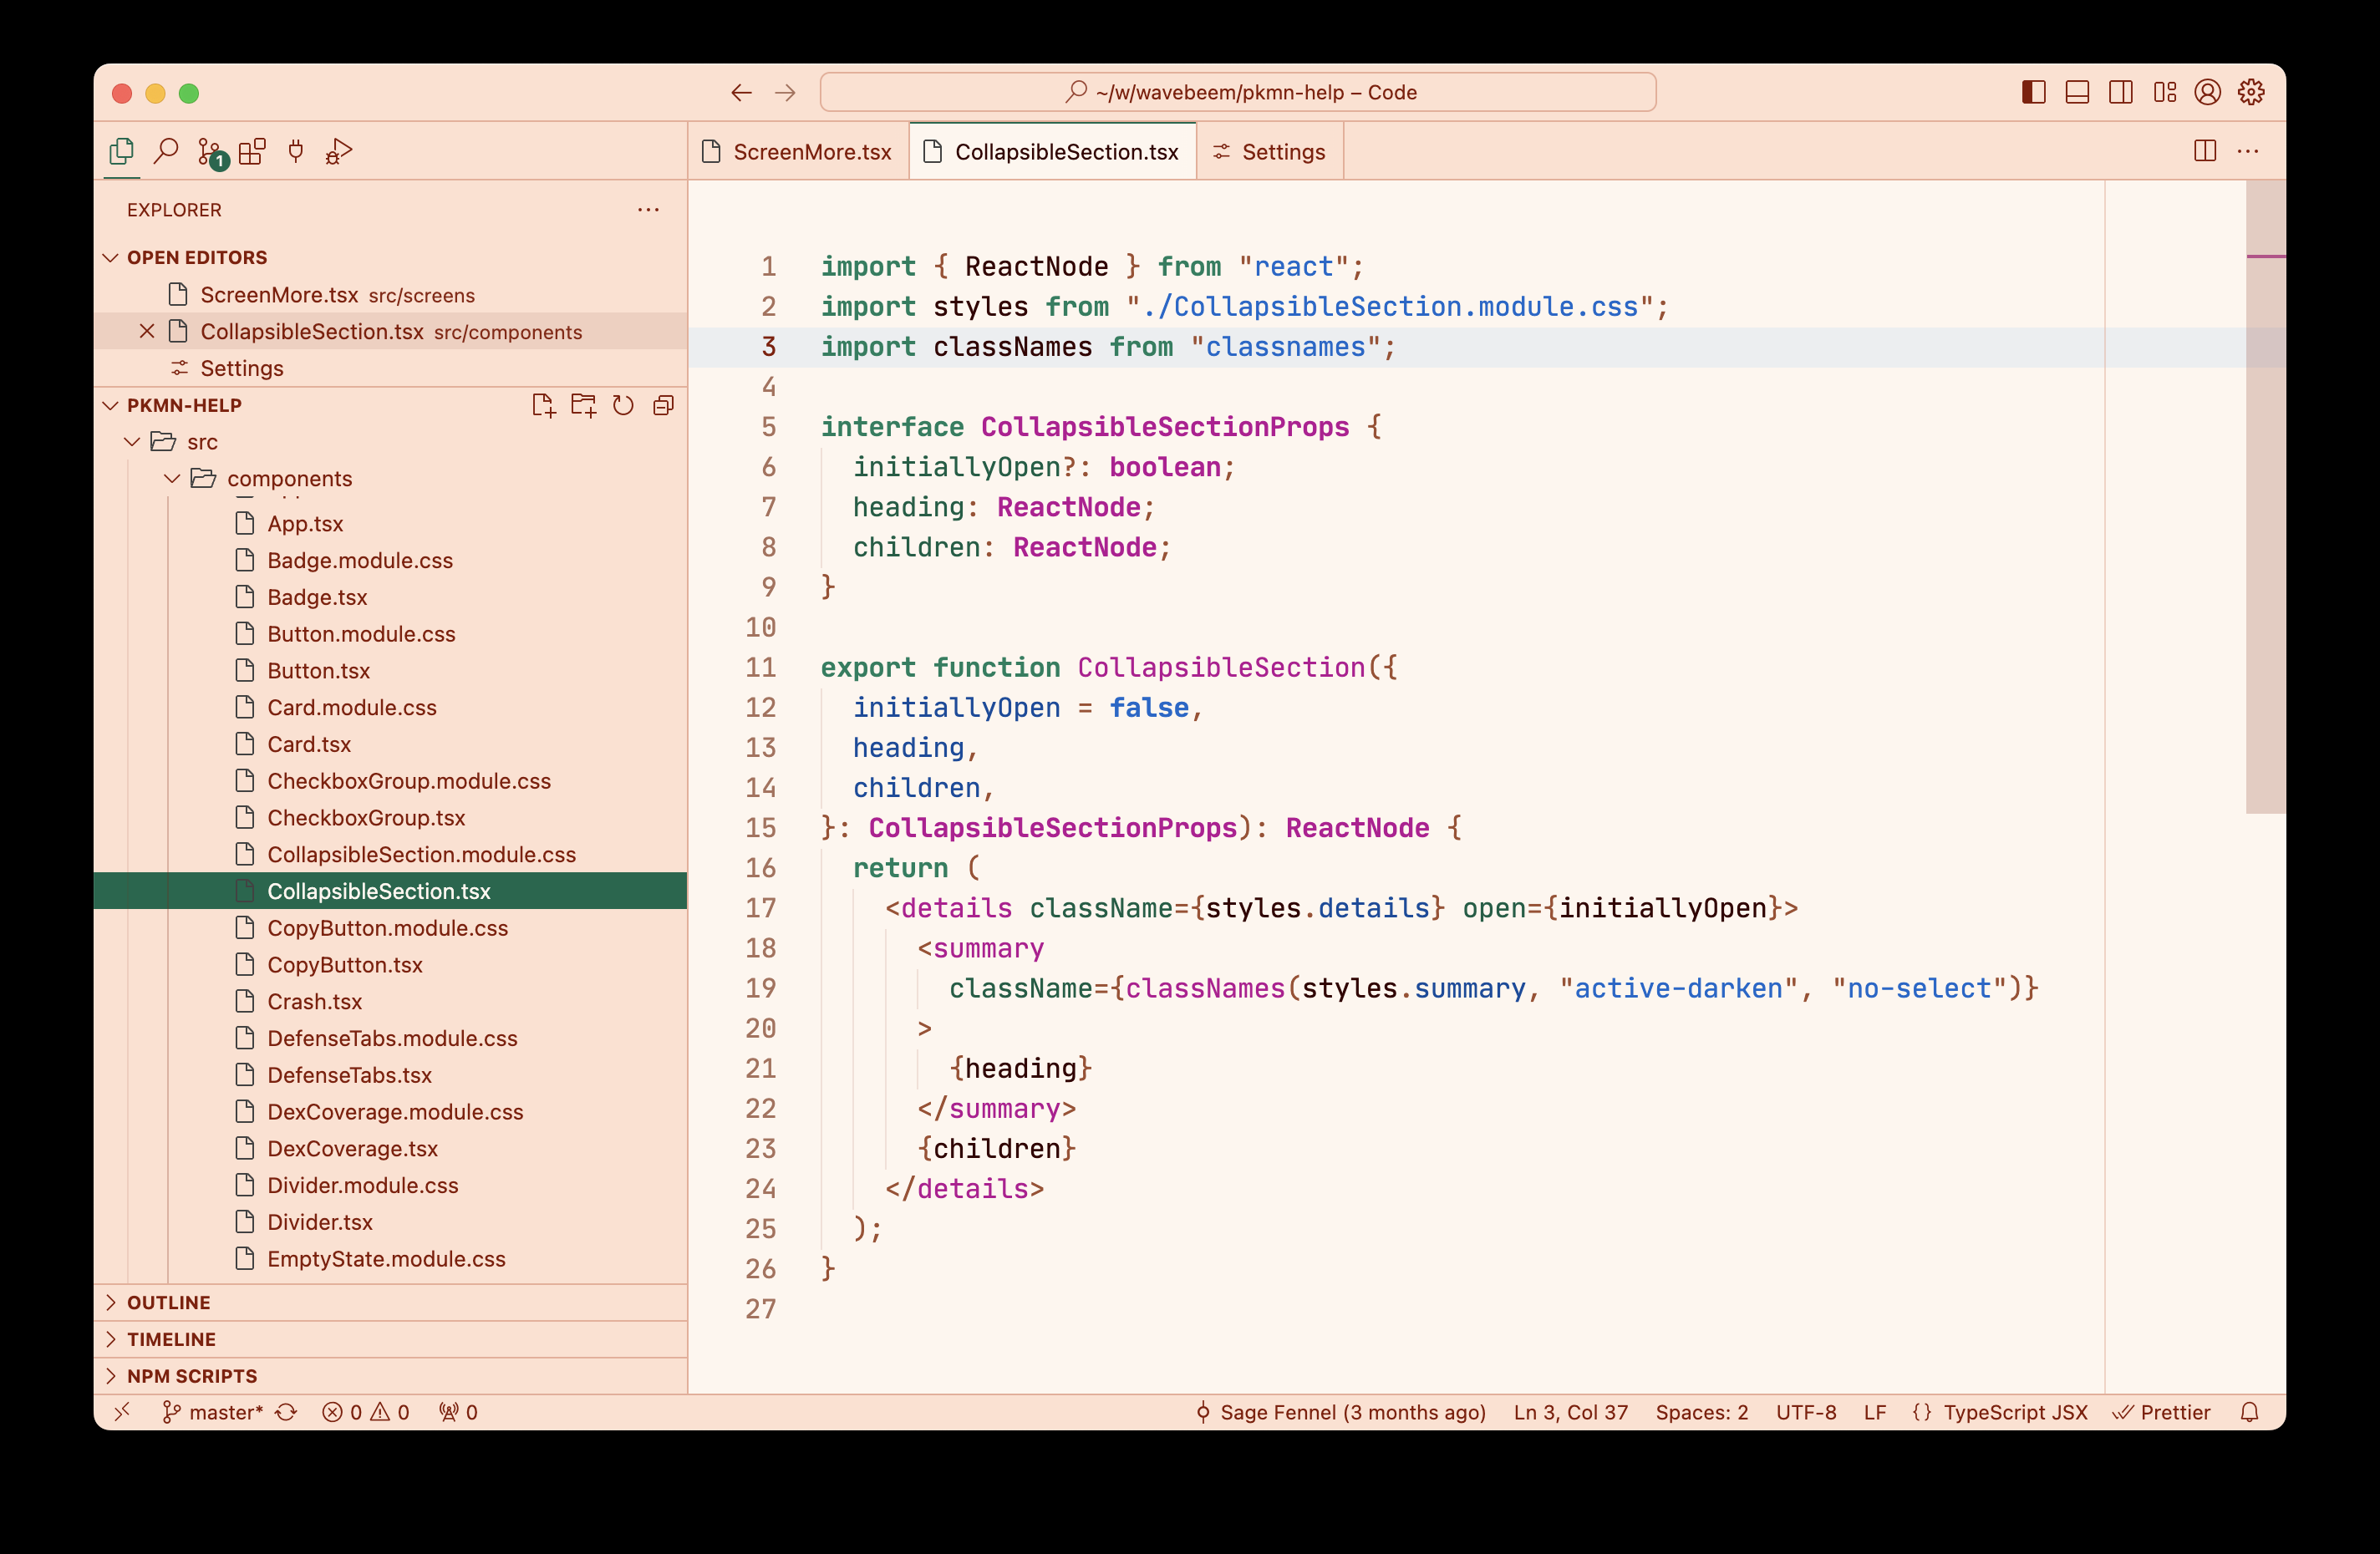 ~/w/wavebeem/pkmn-help – Code
1
ScreenMore.tsx
CollapsibleSection.tsx
Settings
EXPLORER
OPEN EDITORS
ScreenMore.tsx src/screens
CollapsibleSection.tsx src/components
Settings
PKMN-HELP
src
components
App.tsx
Badge.module.css
Badge.tsx
Button.module.css
Button.tsx
Card.module.css
Card.tsx
CheckboxGroup.module.css
CheckboxGroup.tsx
CollapsibleSection.module.css
CollapsibleSection.tsx
CopyButton.module.css
CopyButton.tsx
Crash.tsx
DefenseTabs.module.css
DefenseTabs.tsx
DexCoverage.module.css
DexCoverage.tsx
Divider.module.css
Divider.tsx
EmptyState.module.css
OUTLINE
TIMELINE
NPM SCRIPTS
1 import { ReactNode } from "react";
2 import styles from "./CollapsibleSection.module.css";
3 import classNames from "classnames";
4
5 interface CollapsibleSectionProps {
6   initiallyOpen?: boolean;
7   heading: ReactNode;
8   children: ReactNode;
9 }
10
11 export function CollapsibleSection({
12   initiallyOpen = false,
13   heading,
14   children,
15 }: CollapsibleSectionProps): ReactNode {
16   return (
17     <details className={styles.details} open={initiallyOpen}>
18       <summary
19         className={classNames(styles.summary, "active-darken", "no-select")}
20       >
21         {heading}
22       </summary>
23       {children}
24     </details>
25   );
26 }
27
master* 0 0 0 Sage Fennel (3 months ago) Ln 3, Col 37 Spaces: 2 UTF-8 LF {} TypeScript JSX Prettier